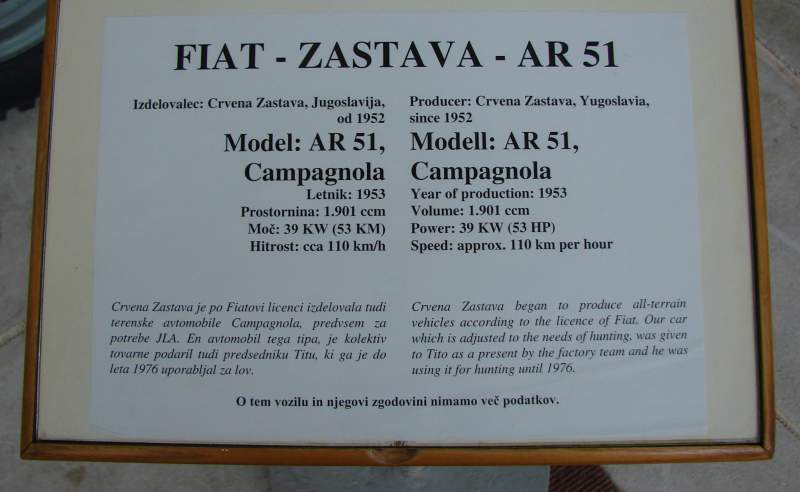 FIAT - ZASTAVA - AR 51
Izdelovalec: Crvena Zastava, Jugoslavija,
od 1952
Model: AR 51,
Campagnola
Letnik: 1953
Prostornina: 1.901 ccm
Moč: 39 KW (53 KM)
Hitrost: cca 110 km/h
Producer: Crvena Zastava, Yugoslavia,
since 1952
Modell: AR 51,
Campagnola
Year of production: 1953
Volume: 1.901 ccm
Power: 39 KW (53 HP)
Speed: approx. 110 km per hour
Crvena Zastava je po Fiatovi licenci izdelovala tudi
terenske avtomobile Campagnola, predvsem za
potrebe JLA. En avtomobil tega tipa, je kolektiv
tovarne podaril tudi predsedniku Titu, ki ga je do
leta 1976 uporabljal za lov.
Crvena Zastava began to produce all-terrain
vehicles according to the licence of Fiat. Our car
which is adjusted to the needs of hunting, was given
to Tito as a present by the factory team and he was
using it for hunting until 1976.
O tem vozilu in njegovi zgodovini nimamo več podatkov.